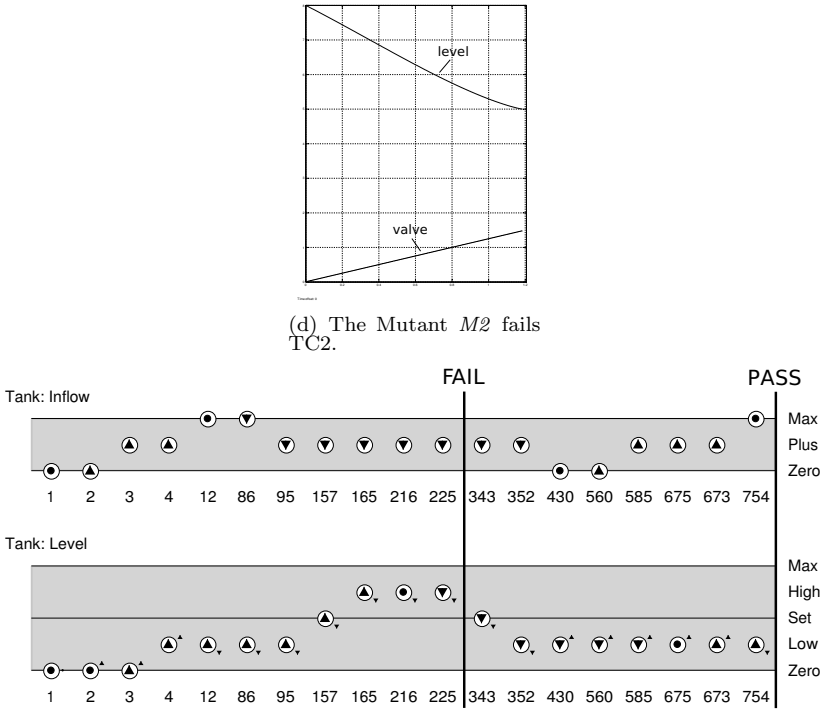 level
valve
(d) The Mutant M2 fails
TC2.
FAIL PASS
Tank: Inflow
Max
Plus
Zero
1 2 3 4 12 86 95 157 165 216 225 343 352 430 560 585 675 673 754
Tank: Level
Max
High
Set
Low
Zero
1 2 3 4 12 86 95 157 165 216 225 343 352 430 560 585 675 673 754